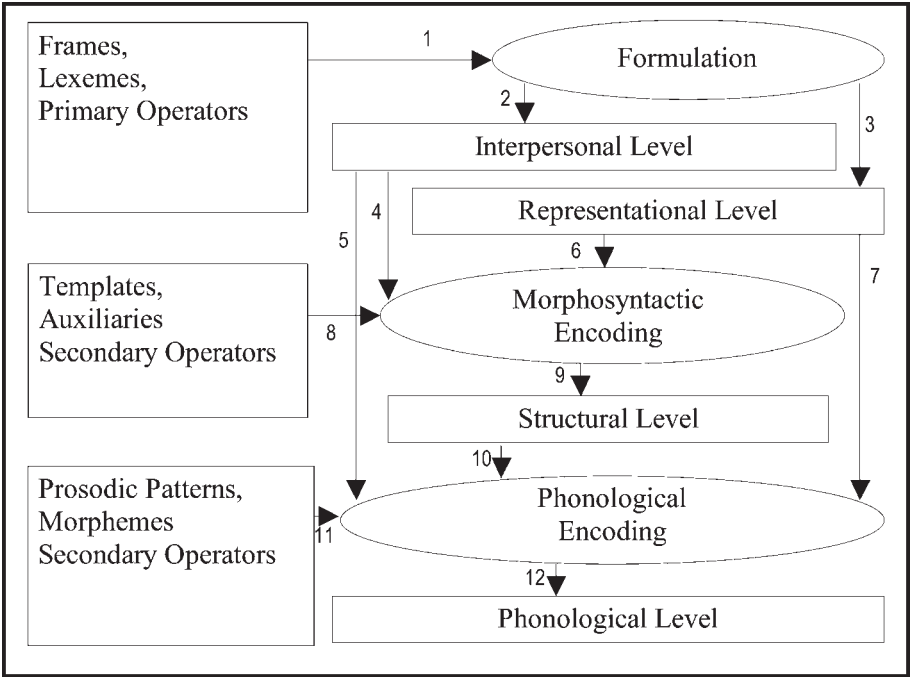 Frames,
Lexemes,
Primary Operators
1
Formulation
2
3
Interpersonal Level
4
5
Representational Level
6
7
Templates,
Auxiliaries
Secondary Operators
8
Morphosyntactic
Encoding
9
Structural Level
10
Prosodic Patterns,
Morphemes
Secondary Operators
11
Phonological
Encoding
12
Phonological Level